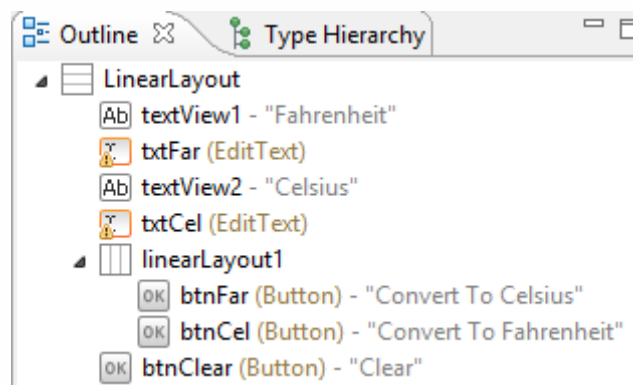 Outline Type Hierarchy
LinearLayout
Ab textView1 - "Fahrenheit"
txtFar (EditText)
Ab textView2 - "Celsius"
txtCel (EditText)
linearLayout1
OK btnFar (Button) - "Convert To Celsius"
OK btnCel (Button) - "Convert To Fahrenheit"
OK btnClear (Button) - "Clear"